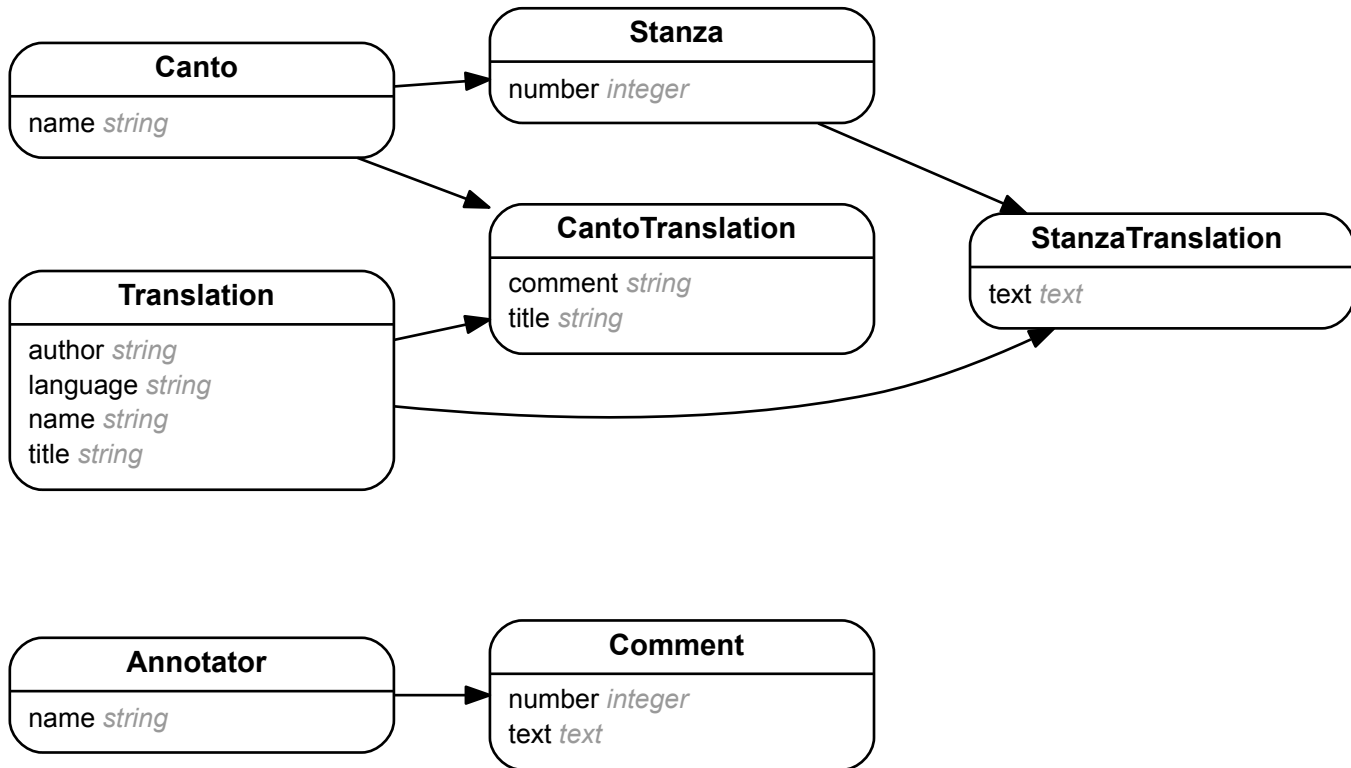 Canto
name string
Stanza
number integer
CantoTranslation
comment string
title string
StanzaTranslation
text text
Translation
author string
language string
name string
title string
Annotator
name string
Comment
number integer
text text